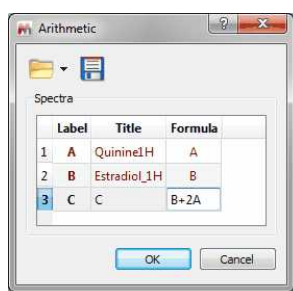 Arithmetic
Spectra
Label Title Formula
1 A Quinine1H A
2 B Estradiol_1H B
3 C C B+2A
OK Cancel